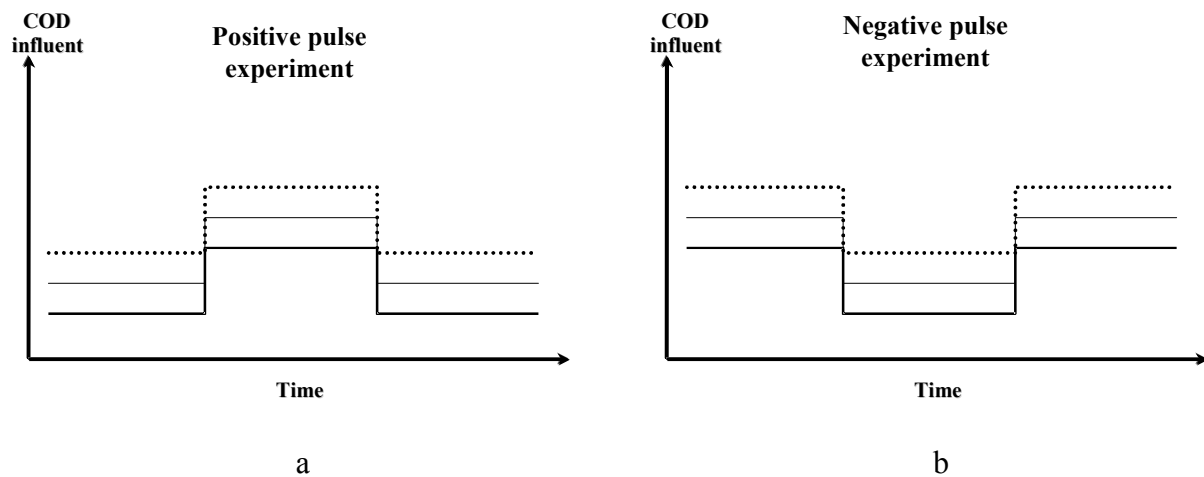 COD
influent
Positive pulse
experiment
Time
a
COD
influent
Negative pulse
experiment
Time
b